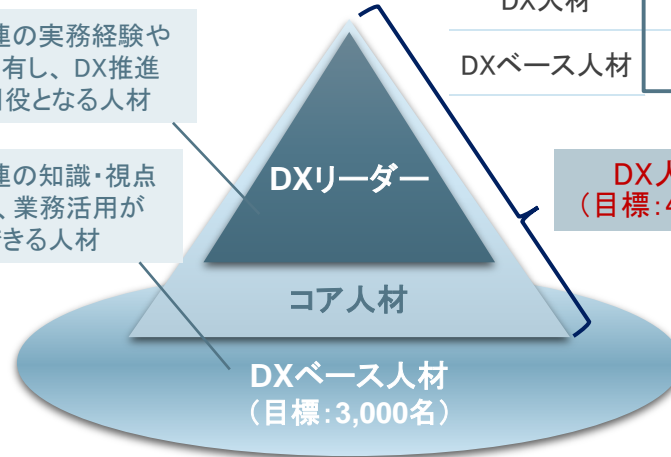 連の実務経験や
有し、DX推進
役となる人材
連の知識・視点
、業務活用が
きる人材
DX人材
DXベース人材
DXリーダー
コア人材
DXベース人材
（目標：3,000名）
DX人
（目標：4